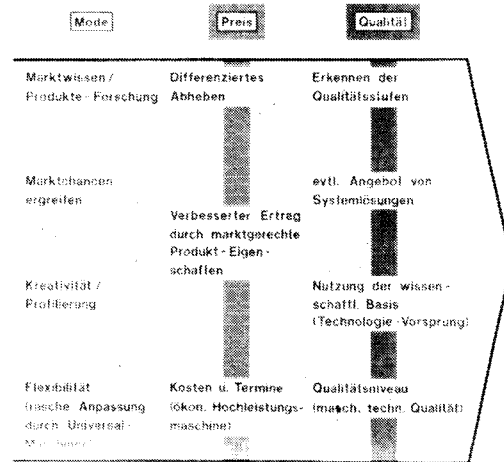 Mode
Preis
Qualität
Marktwissen /
Produkte - Forschung
Differenziertes
Abheben
Erkennen der
Qualitätsstufen
Marktchancen
ergreifen
evtl. Angebot von
Systemlösungen
Verbesserter Ertrag
durch marktgerechte
Produkt - Eigen -
schaften
Kreativität /
Profilierung
Nutzung der wissen -
schaftl. Basis
(Technologie - Vorsprung)
Flexibilität
(rasche Anpassung
durch Universal -
Maschinen)
Kosten u. Termine
(ökon. Hochleistungs-
maschine)
Qualitätsniveau
(masch. techn. Qualität)